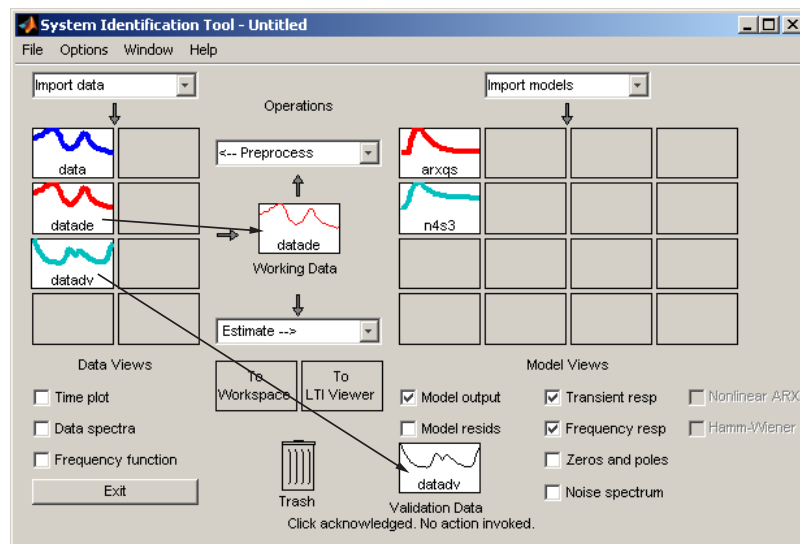 System Identification Tool - Untitled
File Options Window Help
Import data
Operations
Import models
<-- Preprocess
data
arxqs
datade
n4s3
datade
Working Data
datadv
Estimate -->
Data Views
Model Views
To Workspace
To LTI Viewer
Time plot
Data spectra
Frequency function
Exit
Trash
Model output
Model resids
Transient resp
Frequency resp
Zeros and poles
Noise spectrum
Nonlinear ARX
Hamm-Wiener
datadv
Validation Data
Click acknowledged. No action invoked.